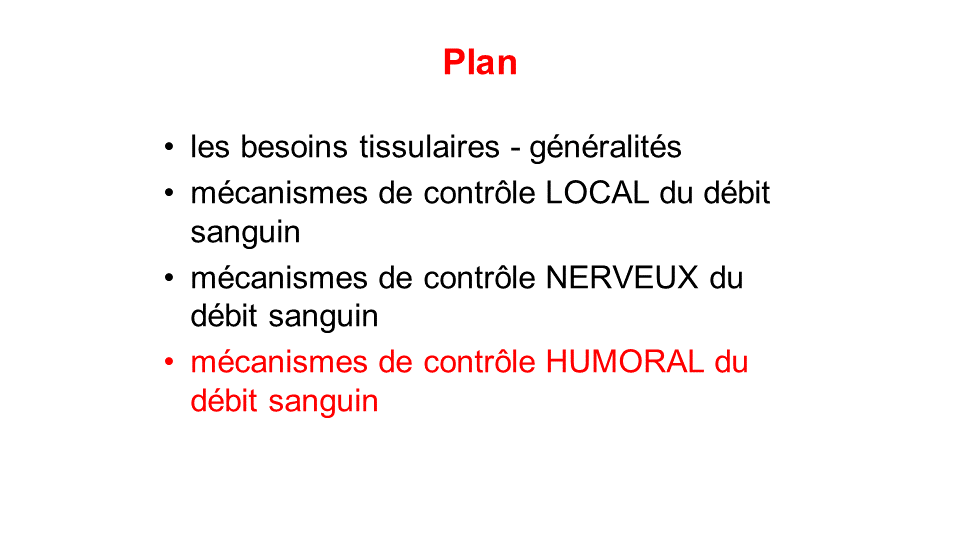 Plan
• les besoins tissulaires - généralités
• mécanismes de contrôle LOCAL du débit
sanguin
• mécanismes de contrôle NERVEUX du
débit sanguin
• mécanismes de contrôle HUMORAL du
débit sanguin